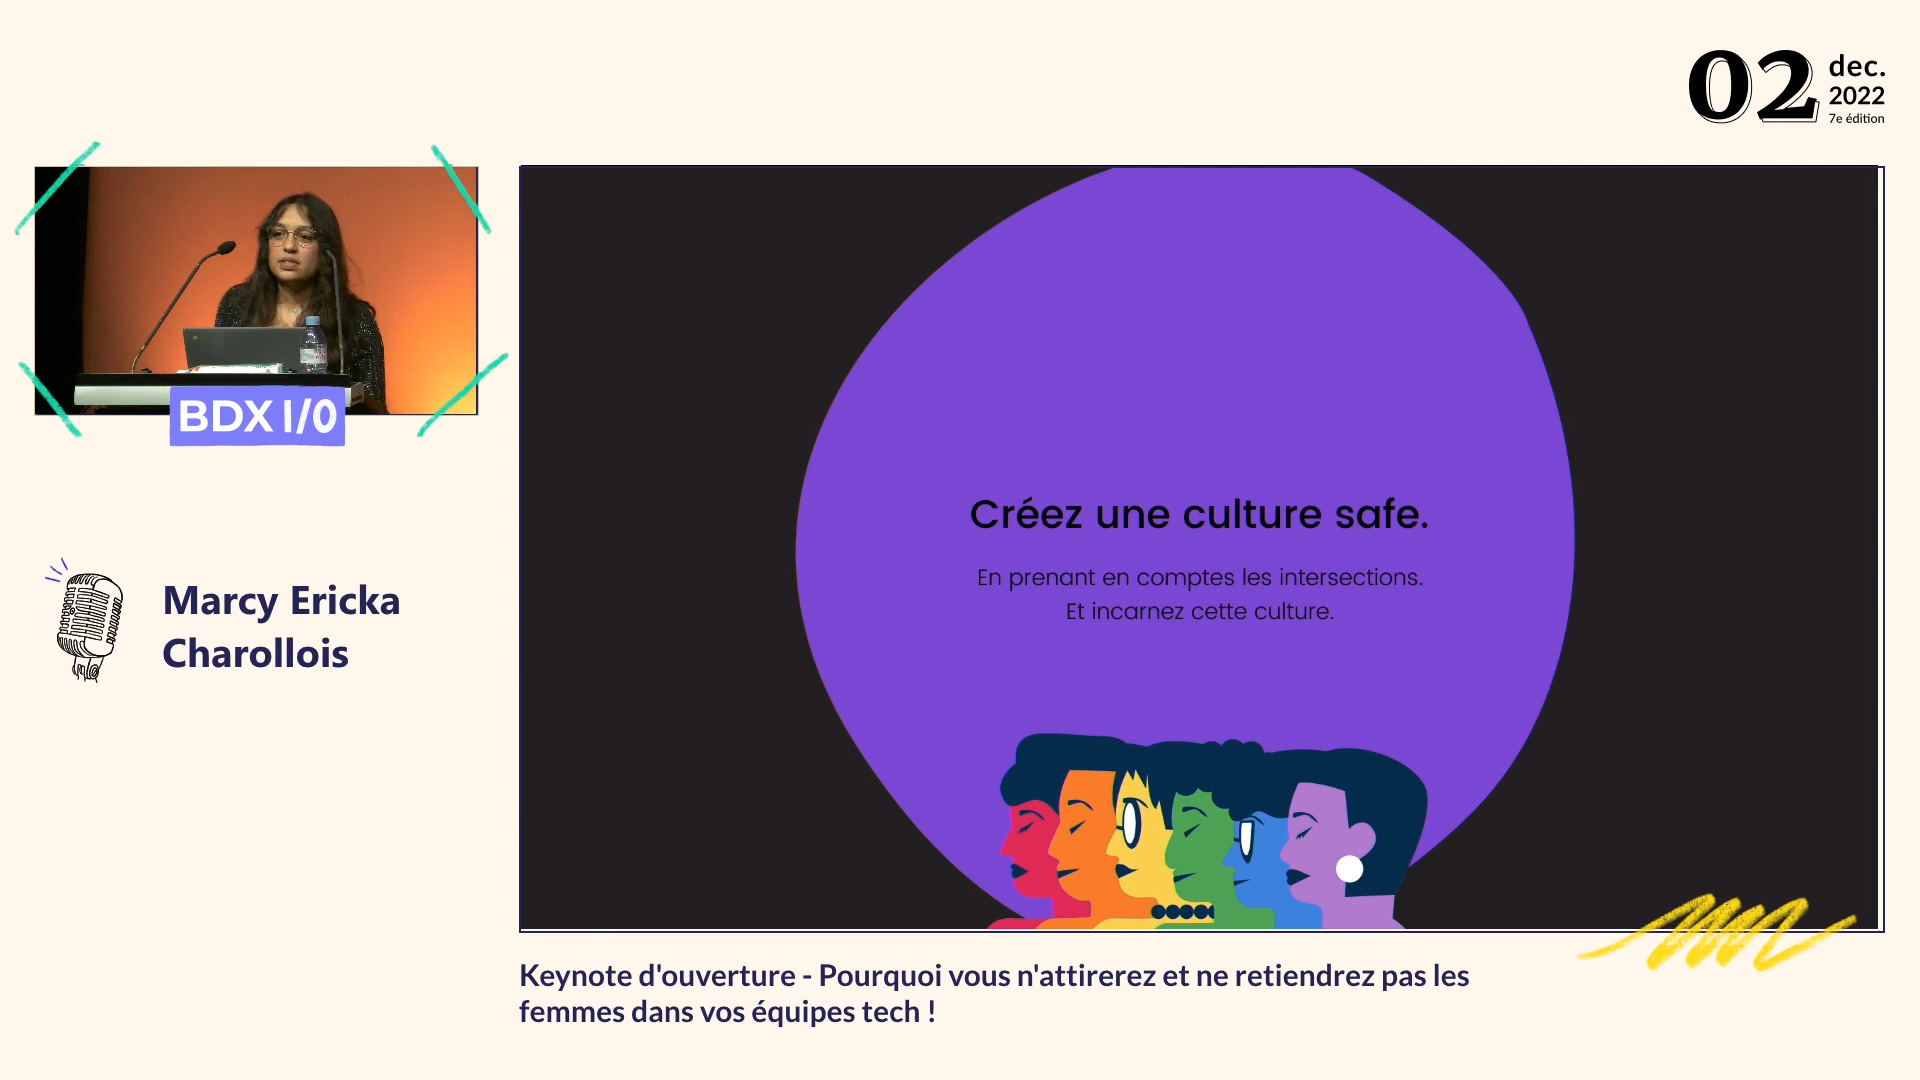 02 dec.
2022
7e édition
BDX I/O
Marcy Ericka
Charollois
Créez une culture safe.
En prenant en comptes les intersections.
Et incarnez cette culture.
Keynote d'ouverture - Pourquoi vous n'attirerez et ne retiendrez pas les
femmes dans vos équipes tech !